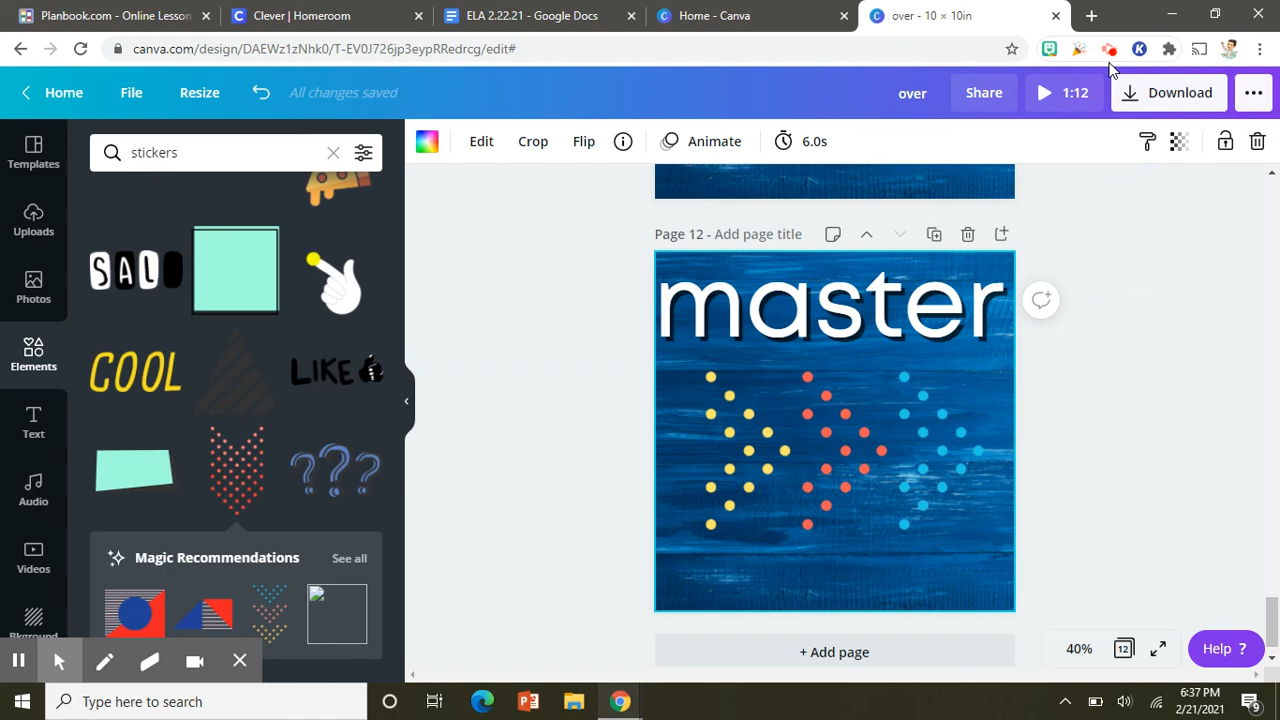 Planbook.com - Online Lesson
Clever | Homeroom
ELA 2.22.21 - Google Docs
Home - Canva
over - 10 × 10in
canva.com/design/DAEWz1zNhk0/T-EV0J726jp3eypRRedrcg/edit#
Home
File
Resize
All changes saved
over
Share
1:12
Download
Templates
Uploads
Photos
Elements
Text
Audio
Videos
Bkground
stickers
Edit
Crop
Flip
Animate
6.0s
SALE
COOL
LIKE
???
Magic Recommendations
See all
Page 12 - Add page title
master
+ Add page
40%
12
Help ?
Type here to search
6:37 PM
2/21/2021
9